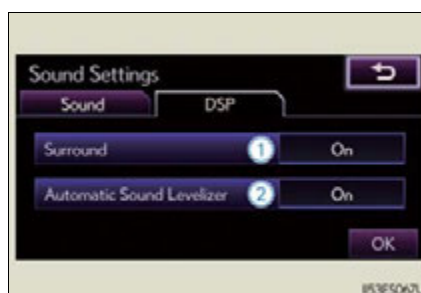 Sound Settings
Sound DSP
Surround 1 On
Automatic Sound Levelizer 2 On
OK